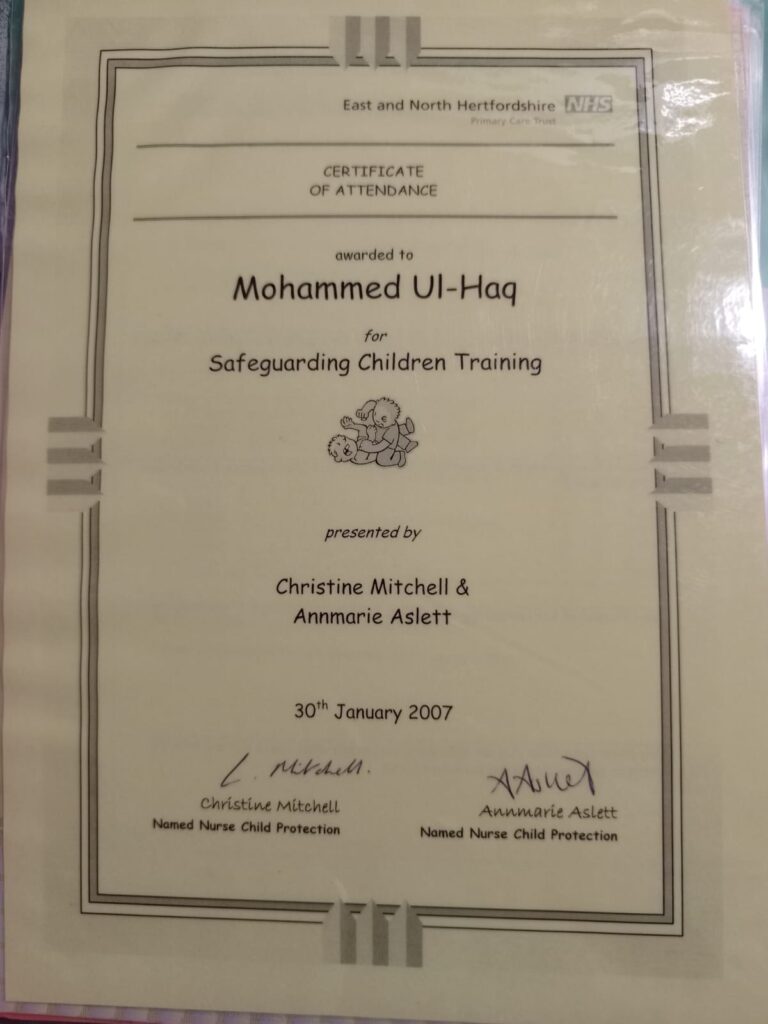 East and North Hertfordshire NHS
Primary Care Trust
CERTIFICATE
OF ATTENDANCE
awarded to
Mohammed Ul-Haq
for
Safeguarding Children Training
presented by
Christine Mitchell &
Annmarie Aslett
30th January 2007
C. Mitchell. AAslett
Christine Mitchell Annmarie Aslett
Named Nurse Child Protection Named Nurse Child Protection